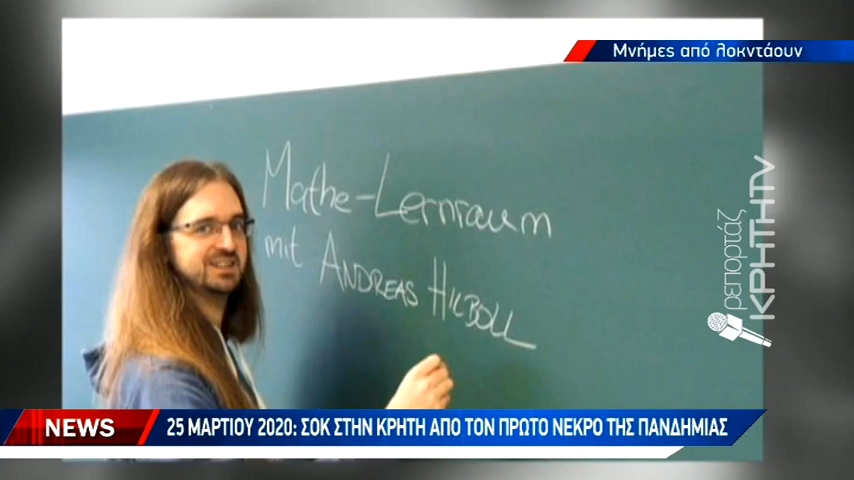 Μνήμες από λοκντάουν
Mathe-Lernraum
mit ANDREAS HILBOLL
ρεπορτάζ
ΚΡΗΤΗTV
NEWS
25 ΜΑΡΤΙΟΥ 2020: ΣΟΚ ΣΤΗΝ ΚΡΗΤΗ ΑΠΟ ΤΟΝ ΠΡΩΤΟ ΝΕΚΡΟ ΤΗΣ ΠΑΝΔΗΜΙΑΣ